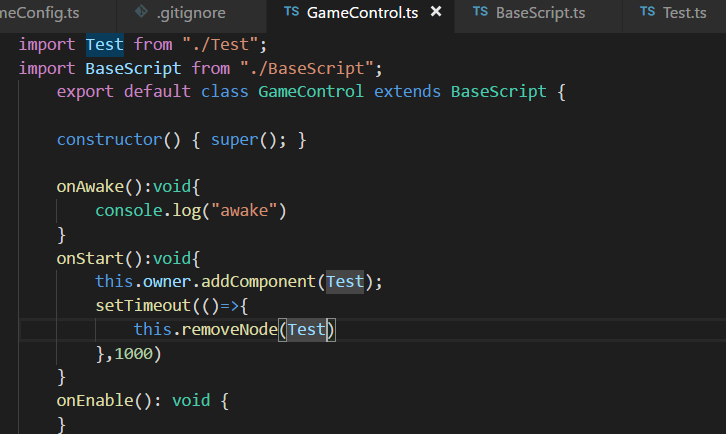 meConfig.ts .gitignore TS GameControl.ts × TS BaseScript.ts TS Test.ts
import Test from "./Test";
import BaseScript from "./BaseScript";
export default class GameControl extends BaseScript {
constructor() { super(); }
onAwake():void{
console.log("awake")
}
onStart():void{
this.owner.addComponent(Test);
setTimeout(()=>{
this.removeNode(Test)
},1000)
}
onEnable(): void {
}